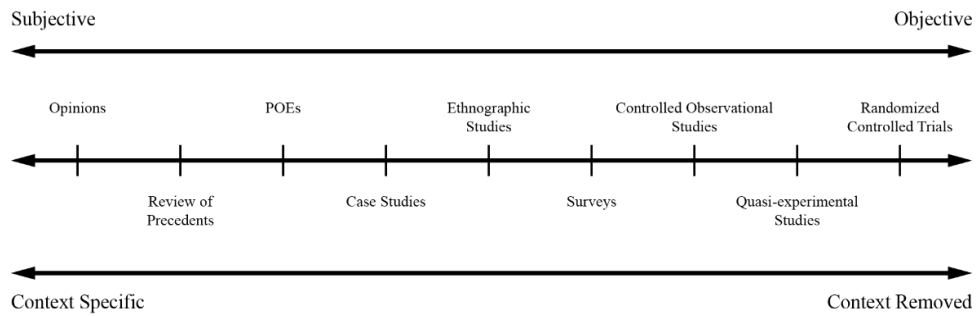 Subjective
Objective
Opinions
POEs
Ethnographic
Studies
Controlled Observational
Studies
Randomized
Controlled Trials
Review of
Precedents
Case Studies
Surveys
Quasi-experimental
Studies
Context Specific
Context Removed